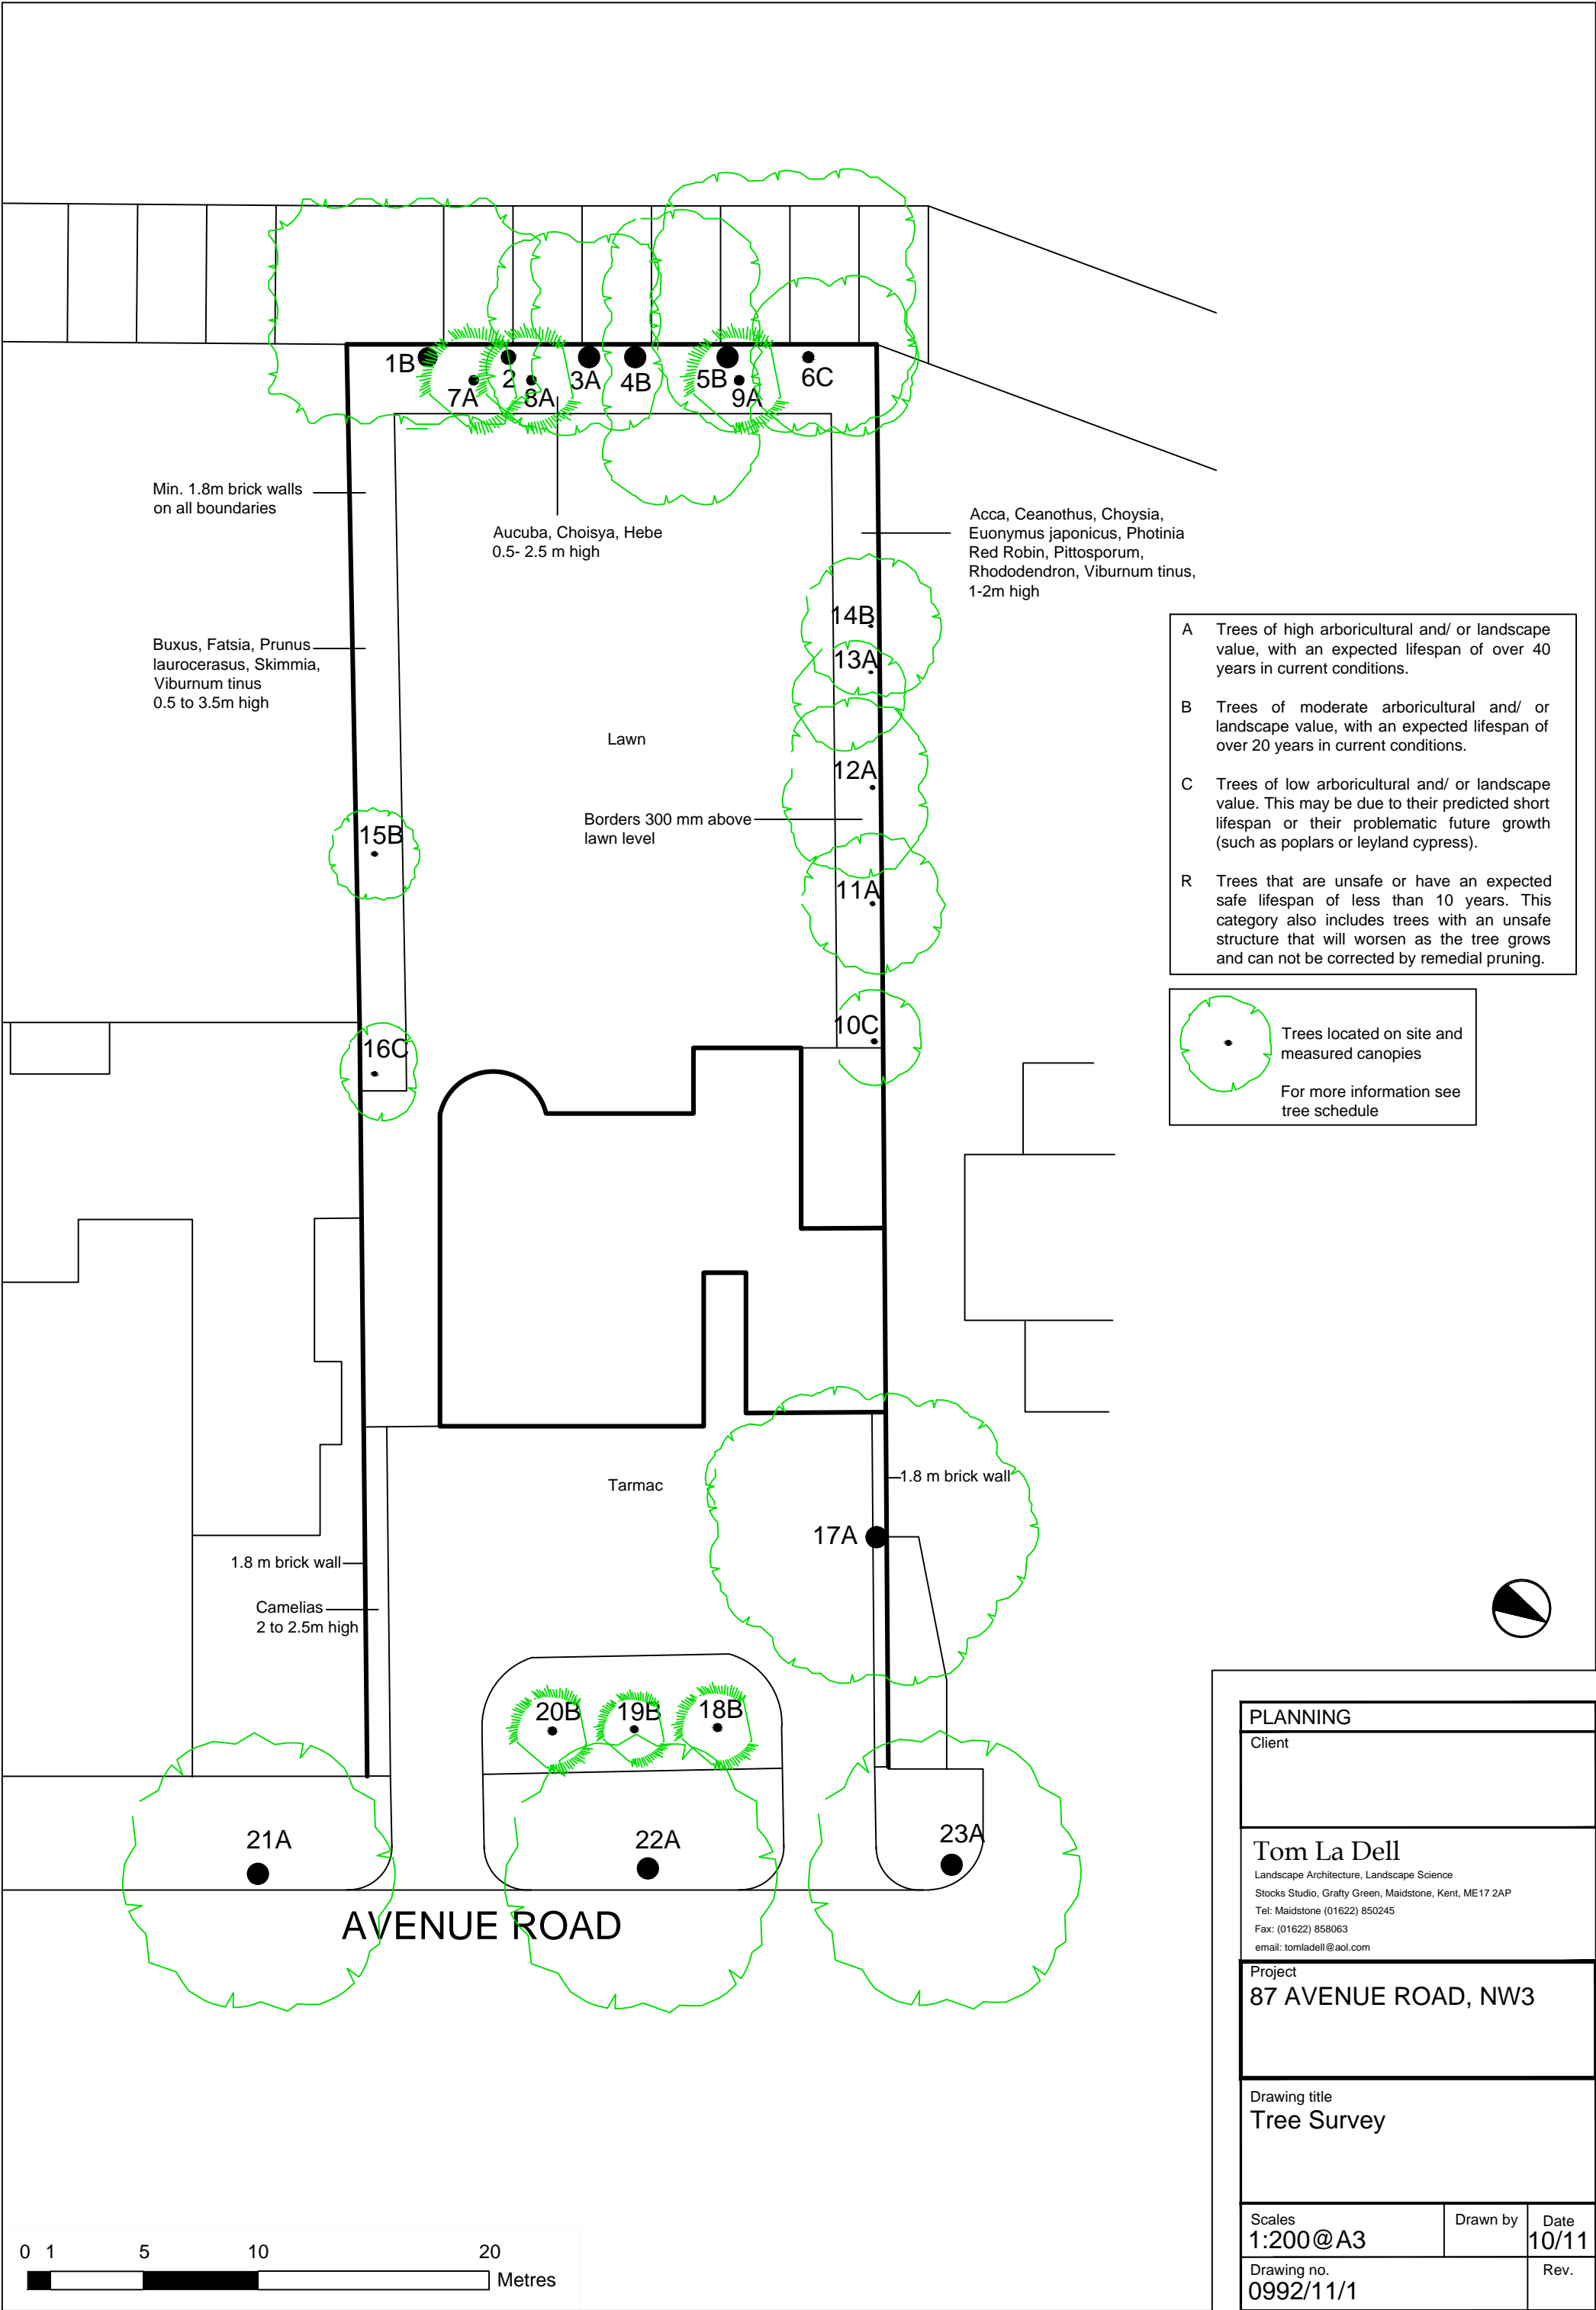 1B
2
3A
4B
5B
6C
7A
8A
9A
Min. 1.8m brick walls
on all boundaries
Aucuba, Choisya, Hebe
0.5- 2.5 m high
Acca, Ceanothus, Choysia,
Euonymus japonicus, Photinia
Red Robin, Pittosporum,
Rhododendron, Viburnum tinus,
1-2m high
14B
13A
Buxus, Fatsia, Prunus
laurocerasus, Skimmia,
Viburnum tinus
0.5 to 3.5m high
Lawn
12A
Borders 300 mm above
lawn level
15B
11A
10C
16C
A Trees of high arboricultural and/ or landscape
value, with an expected lifespan of over 40
years in current conditions.
B Trees of moderate arboricultural and/ or
landscape value, with an expected lifespan of
over 20 years in current conditions.
C Trees of low arboricultural and/ or landscape
value. This may be due to their predicted short
lifespan or their problematic future growth
(such as poplars or leyland cypress).
R Trees that are unsafe or have an expected
safe lifespan of less than 10 years. This
category also includes trees with an unsafe
structure that will worsen as the tree grows
and can not be corrected by remedial pruning.
Trees located on site and
measured canopies
For more information see
tree schedule
Tarmac
1.8 m brick wall
17A
1.8 m brick wall
Camelias
2 to 2.5m high
20B
19B
18B
21A
22A
23A
AVENUE ROAD
PLANNING
Client
Tom La Dell
Landscape Architecture, Landscape Science
Stocks Studio, Grafty Green, Maidstone, Kent, ME17 2AP
Tel: Maidstone (01622) 850245
Fax: (01622) 858063
email: tomladell@aol.com
Project
87 AVENUE ROAD, NW3
Drawing title
Tree Survey
Scales
1:200@A3
Drawn by
Date
10/11
Drawing no.
0992/11/1
Rev.
0 1 5 10 20
Metres